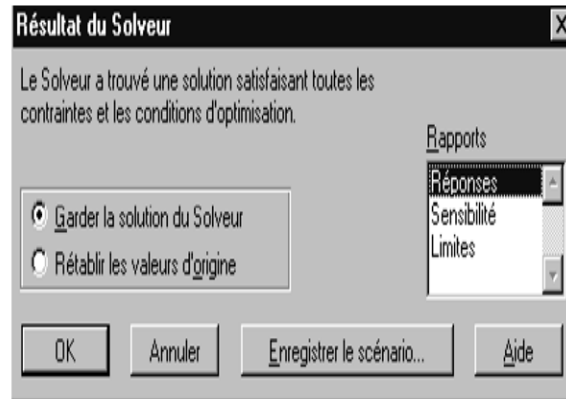 Résultat du Solveur
X
Le Solveur a trouvé une solution satisfaisant toutes les
contraintes et les conditions d'optimisation.
Rapports
Réponses
Sensibilité
Limites
Garder la solution du Solveur
Rétablir les valeurs d'origine
OK
Annuler
Enregistrer le scénario...
Aide